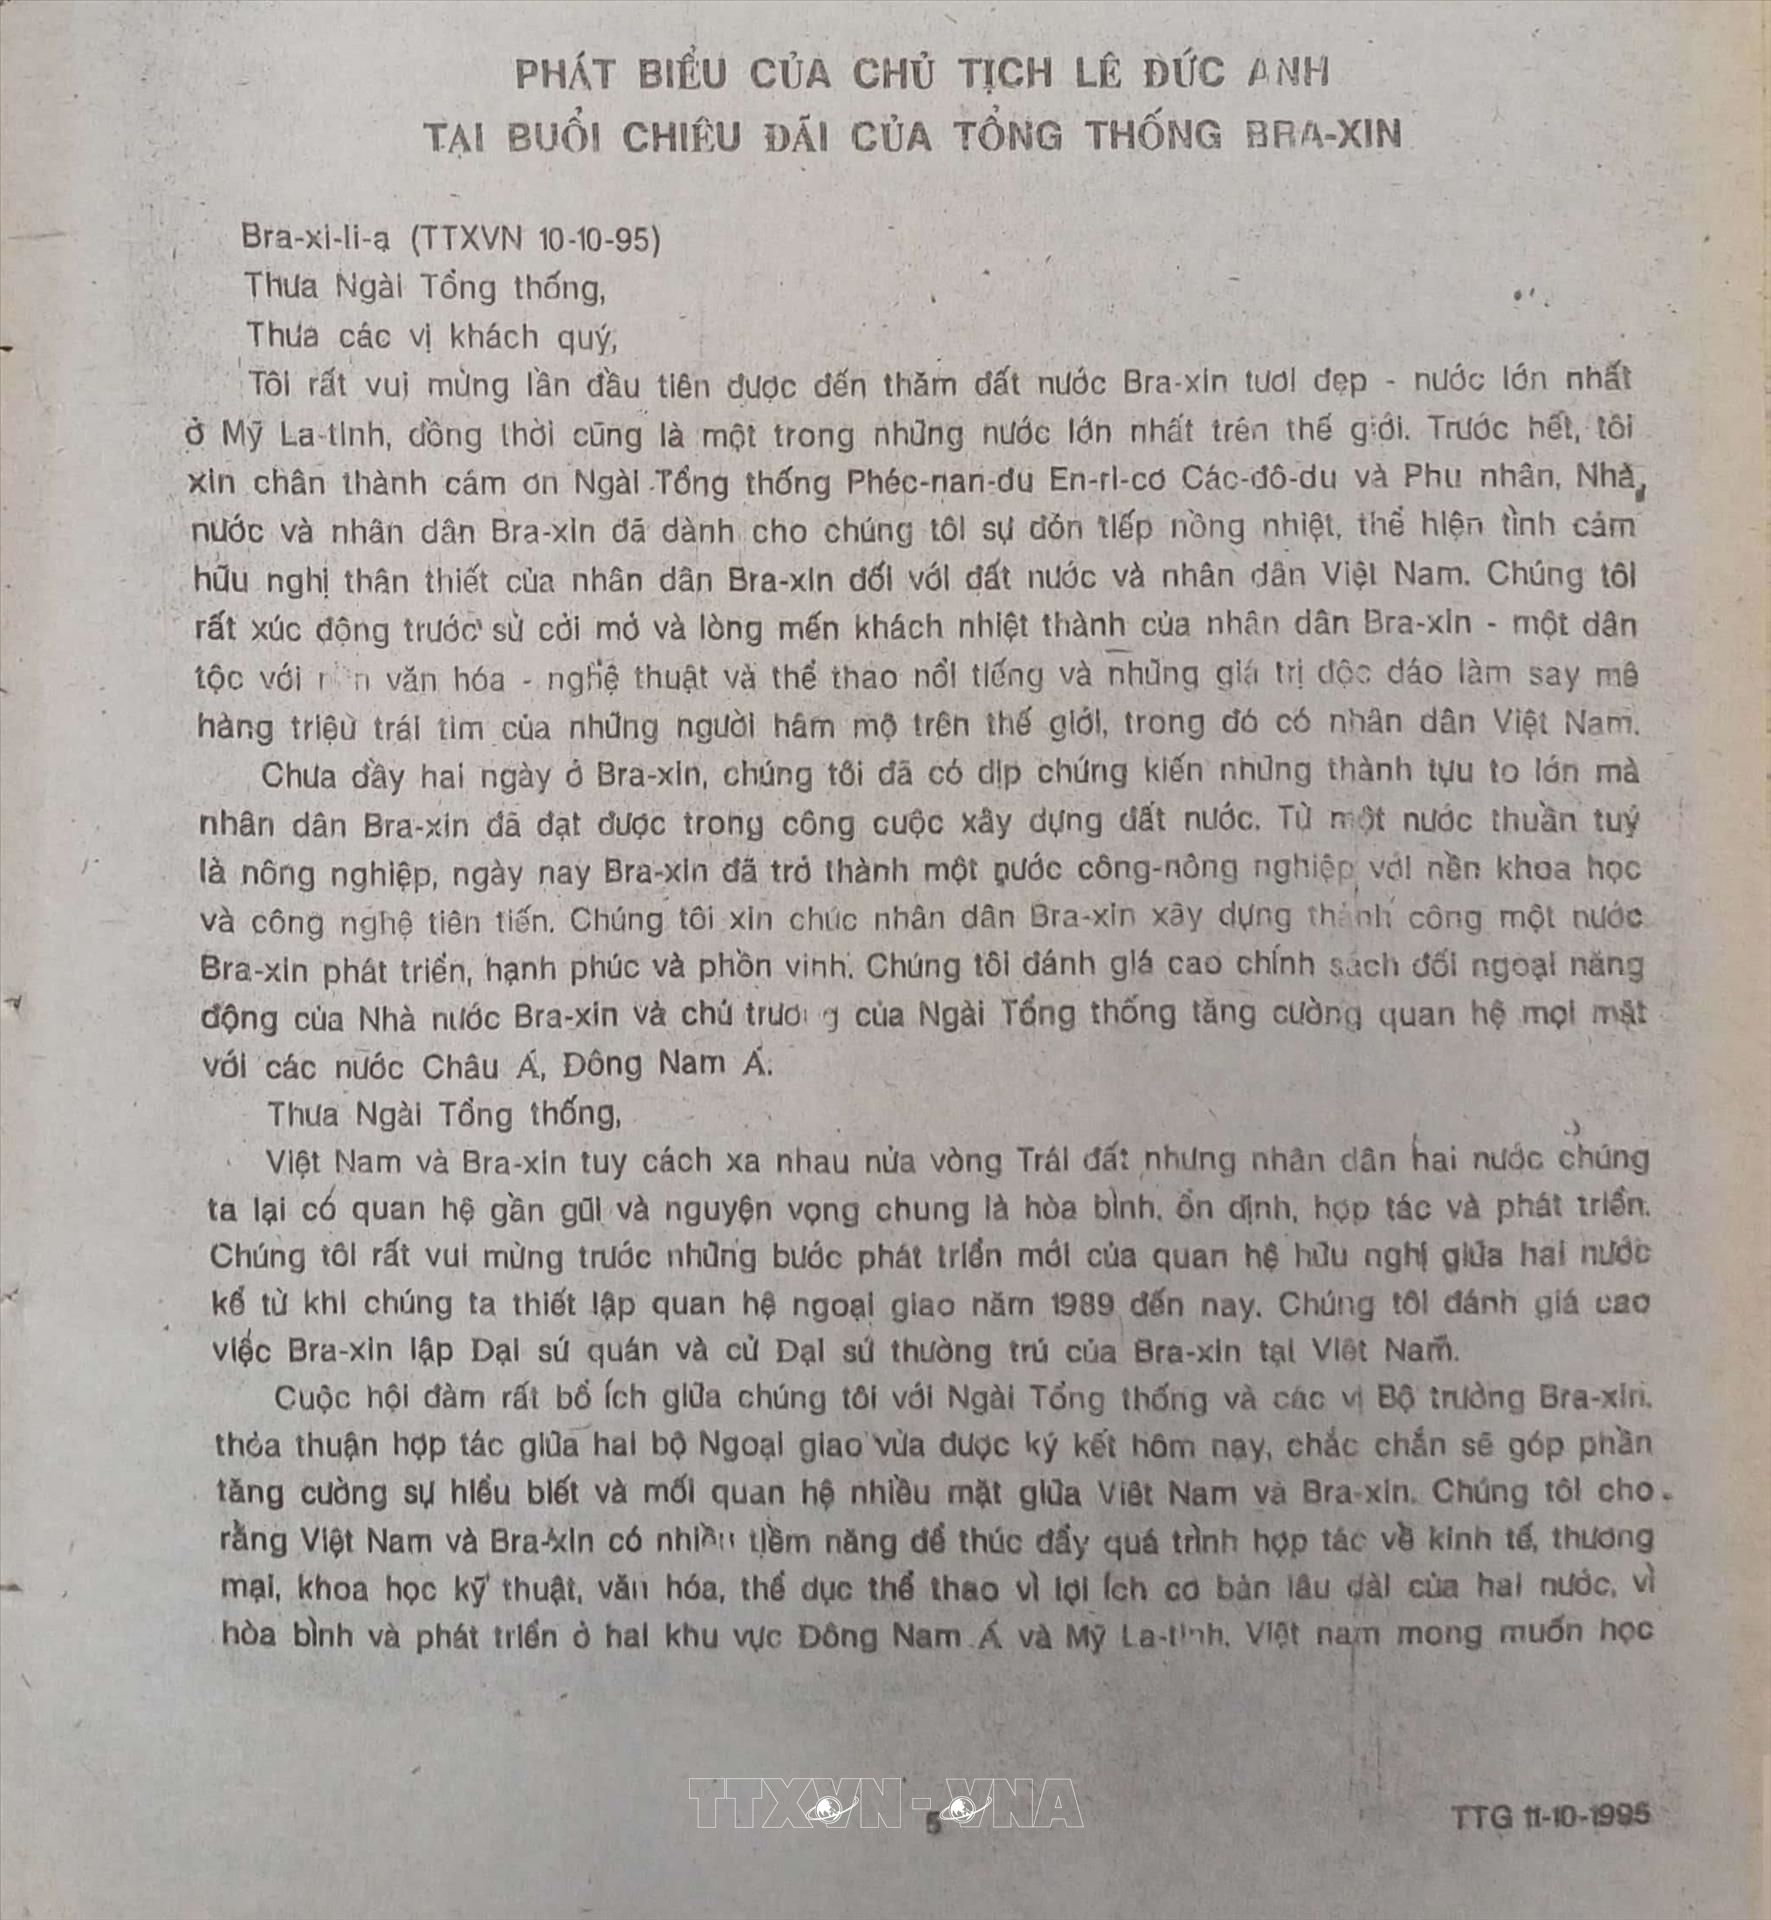 PHÁT BIỂU CỦA CHỦ TỊCH LÊ ĐỨC ANH
TẠI BUỔI CHIÊU ĐÃI CỦA TỔNG THỐNG BRA-XIN
Bra-xi-li-a (TTXVN 10-10-95)
Thưa Ngài Tổng thống,
Thưa các vị khách quý,
Tôi rất vui mừng lần đầu tiên được đến thăm đất nước Bra-xin tươi đẹp - nước lớn nhất
ở Mỹ La-tinh, đồng thời cũng là một trong những nước lớn nhất trên thế giới. Trước hết, tôi
xin chân thành cám ơn Ngài Tổng thống Phéc-nan-du En-ri-cơ Các-đô-du và Phu nhân, Nhà
nước và nhân dân Bra-xin đã dành cho chúng tôi sự đón tiếp nồng nhiệt, thể hiện tình cảm
hữu nghị thân thiết của nhân dân Bra-xin đối với đất nước và nhân dân Việt Nam. Chúng tôi
rất xúc động trước sừ cởi mở và lòng mến khách nhiệt thành của nhân dân Bra-xin - một dân
tộc với nền văn hóa - nghệ thuật và thể thao nổi tiếng và những giá trị độc đáo làm say mê
hàng triệu trái tim của những người hâm mộ trên thế giới, trong đó có nhân dân Việt Nam.
Chưa đầy hai ngày ở Bra-xin, chúng tôi đã có dịp chứng kiến những thành tựu to lớn mà
nhân dân Bra-xin đã đạt được trong công cuộc xây dựng đất nước. Từ một nước thuần tuý
là nông nghiệp, ngày nay Bra-xin đã trở thành một nước công-nông nghiệp với nền khoa học
và công nghệ tiên tiến. Chúng tôi xin chúc nhân dân Bra-xin xây dựng thành công một nước
Bra-xin phát triển, hạnh phúc và phồn vinh. Chúng tôi đánh giá cao chính sách đối ngoại năng
động của Nhà nước Bra-xin và chủ trương của Ngài Tổng thống tăng cường quan hệ mọi mặt
với các nước Châu Á, Đông Nam Á.
Thưa Ngài Tổng thống,
Việt Nam và Bra-xin tuy cách xa nhau nửa vòng Trái đất nhưng nhân dân hai nước chúng
ta lại có quan hệ gần gũi và nguyện vọng chung là hòa bình, ổn định, hợp tác và phát triển.
Chúng tôi rất vui mừng trước những bước phát triển mới của quan hệ hữu nghị giữa hai nước
kể từ khi chúng ta thiết lập quan hệ ngoại giao năm 1989 đến nay. Chúng tôi đánh giá cao
việc Bra-xin lập Đại sứ quán và cử Đại sứ thường trú của Bra-xin tại Việt Nam.
Cuộc hội đàm rất bổ ích giữa chúng tôi với Ngài Tổng thống và các vị Bộ trưởng Bra-xin,
thỏa thuận hợp tác giữa hai bộ Ngoại giao vừa được ký kết hôm nay, chắc chắn sẽ góp phần
tăng cường sự hiểu biết và mối quan hệ nhiều mặt giữa Việt Nam và Bra-xin. Chúng tôi cho
rằng Việt Nam và Bra-xin có nhiều tiềm năng để thúc đẩy quá trình hợp tác về kinh tế, thương
mại, khoa học kỹ thuật, văn hóa, thể dục thể thao vì lợi ích cơ bản lâu dài của hai nước, vì
hòa bình và phát triển ở hai khu vực Đông Nam Á và Mỹ La-tinh. Việt nam mong muốn học
TTXVN-VNA
5
TTG 11-10-1995